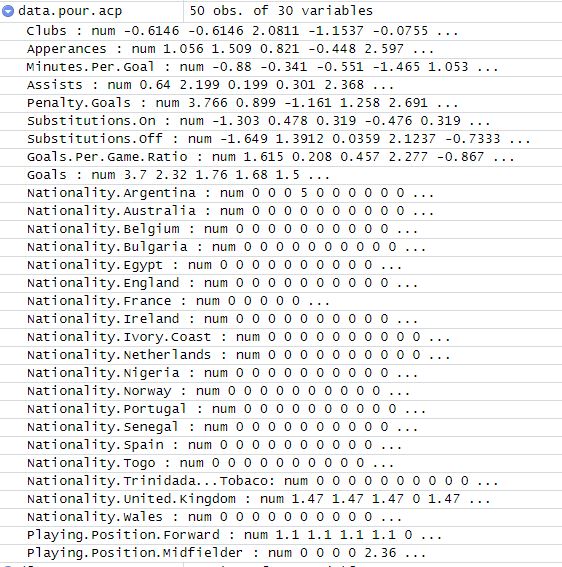 data.pour.acp 50 obs. of 30 variables
Clubs : num -0.6146 -0.6146 2.0811 -1.1537 -0.0755 ...
Apperances : num 1.056 1.509 0.821 -0.448 2.597 ...
Minutes.Per.Goal : num -0.88 -0.341 -0.551 -1.465 1.053 ...
Assists : num 0.64 2.199 0.199 0.301 2.368 ...
Penalty.Goals : num 3.766 0.899 -1.161 1.258 2.691 ...
Substitutions.On : num -1.303 0.478 0.319 -0.476 0.319 ...
Substitutions.Off : num -1.649 1.3912 0.0359 2.1237 -0.7333 ...
Goals.Per.Game.Ratio : num 1.615 0.208 0.457 2.277 -0.867 ...
Goals : num 3.7 2.32 1.76 1.68 1.5 ...
Nationality.Argentina : num 0 0 0 5 0 0 0 0 0 0 ...
Nationality.Australia : num 0 0 0 0 0 0 0 0 0 0 ...
Nationality.Belgium : num 0 0 0 0 0 0 0 0 0 0 ...
Nationality.Bulgaria : num 0 0 0 0 0 0 0 0 0 0 ...
Nationality.Egypt : num 0 0 0 0 0 0 0 0 0 0 ...
Nationality.England : num 0 0 0 0 0 0 0 0 0 0 ...
Nationality.France : num 0 0 0 0 0 ...
Nationality.Ireland : num 0 0 0 0 0 0 0 0 0 0 ...
Nationality.Ivory.Coast : num 0 0 0 0 0 0 0 0 0 0 ...
Nationality.Netherlands : num 0 0 0 0 0 0 0 0 0 0 ...
Nationality.Nigeria : num 0 0 0 0 0 0 0 0 0 0 ...
Nationality.Norway : num 0 0 0 0 0 0 0 0 0 0 ...
Nationality.Portugal : num 0 0 0 0 0 0 0 0 0 0 ...
Nationality.Senegal : num 0 0 0 0 0 0 0 0 0 0 ...
Nationality.Spain : num 0 0 0 0 0 0 0 0 0 0 ...
Nationality.Togo : num 0 0 0 0 0 0 0 0 0 0 ...
Nationality.Trinidada...Tobaco: num 0 0 0 0 0 0 0 0 0 0 ...
Nationality.United.Kingdom : num 1.47 1.47 1.47 0 1.47 ...
Nationality.Wales : num 0 0 0 0 0 0 0 0 0 0 ...
Playing.Position.Forward : num 1.1 1.1 1.1 1.1 0 ...
Playing.Position.Midfielder : num 0 0 0 0 2.36 ...